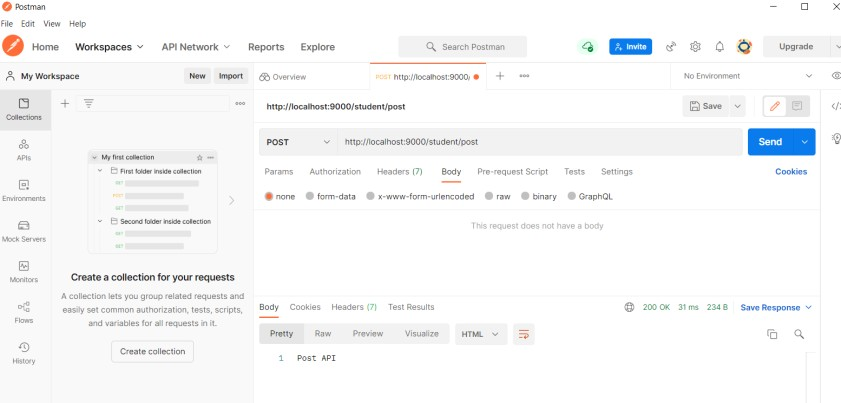 Postman
File Edit View Help
Home Workspaces API Network Reports Explore Search Postman Invite Upgrade
My Workspace New Import Overview POST http://localhost:9000/ No Environment
Collections
APIs
Environments
Mock Servers
Monitors
Flows
History
My first collection
First folder inside collection
GET
POST
GET
Second folder inside collection
GET
GET
Create a collection for your requests
A collection lets you group related requests and
easily set common authorization, tests, scripts,
and variables for all requests in it.
Create collection
http://localhost:9000/student/post Save
POST http://localhost:9000/student/post Send
Params Authorization Headers (7) Body Pre-request Script Tests Settings Cookies
none form-data x-www-form-urlencoded raw binary GraphQL
This request does not have a body
Body Cookies Headers (7) Test Results 200 OK 31 ms 234 B Save Response
Pretty Raw Preview Visualize HTML
1 Post API